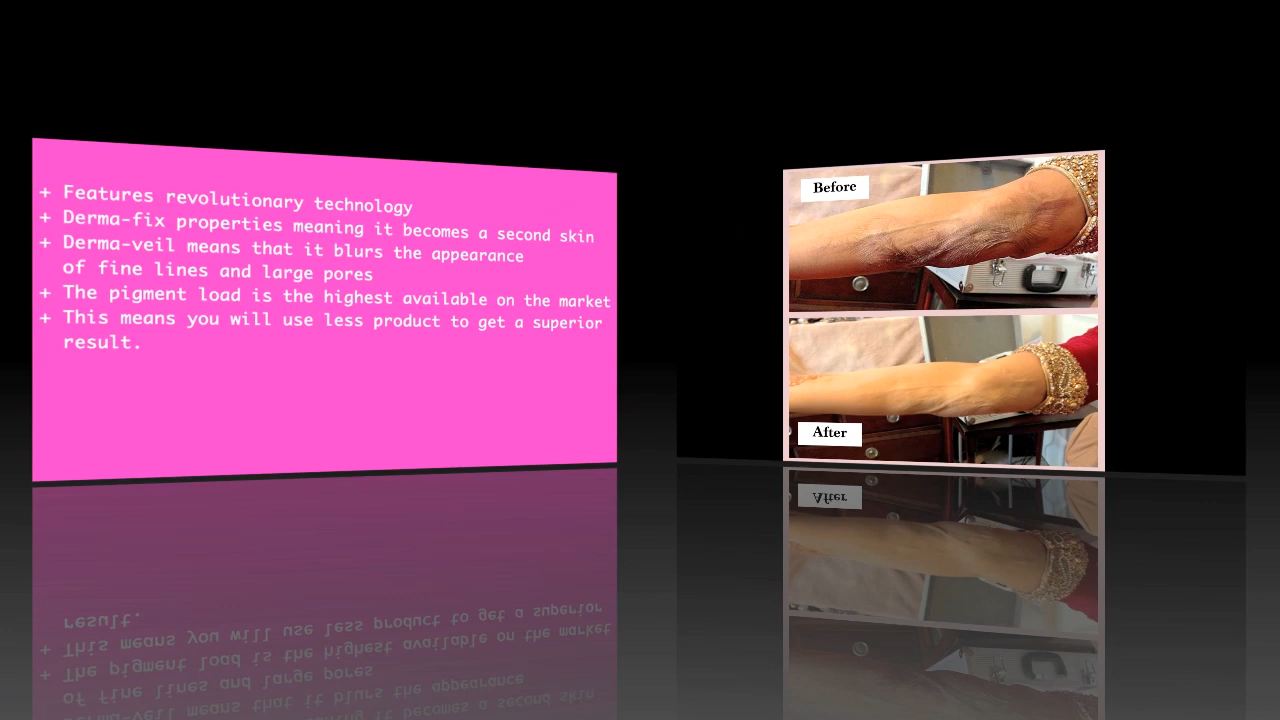 + Features revolutionary technology
+ Derma-fix properties meaning it becomes a second skin
+ Derma-veil means that it blurs the appearance
of fine lines and large pores
+ The pigment load is the highest available on the market
+ This means you will use less product to get a superior
result.
Before
After